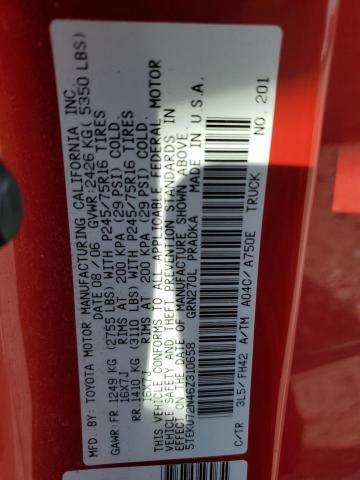 MFD. BY: TOYOTA MOTOR MANUFACTURING CALIFORNIA INC.
DATE 08/06 GVWR:2426 KG( 5350 LBS)
GAWR:FR 1249 KG (2755 LBS) WITH P245/75R16 TIRES
16X7J RIMS AT 200 KPA (29 PSI) COLD.
RR 1410 KG (3110 LBS) WITH P245/75R16 TIRES
16X7J RIMS AT 200 KPA (29 PSI) COLD.
THIS VEHICLE CONFORMS TO ALL APPLICABLE FEDERAL MOTOR
VEHICLE SAFETY AND THEFT PREVENTION STANDARDS IN
EFFECT ON THE DATE OF MANUFACTURE SHOWN ABOVE.
5TEKU72N46Z310658 GRN270L PRADKA MADE IN U.S.A.
TRUCK NO. 201
C/TR 3L5/FH42 A/TM A04C/A750E